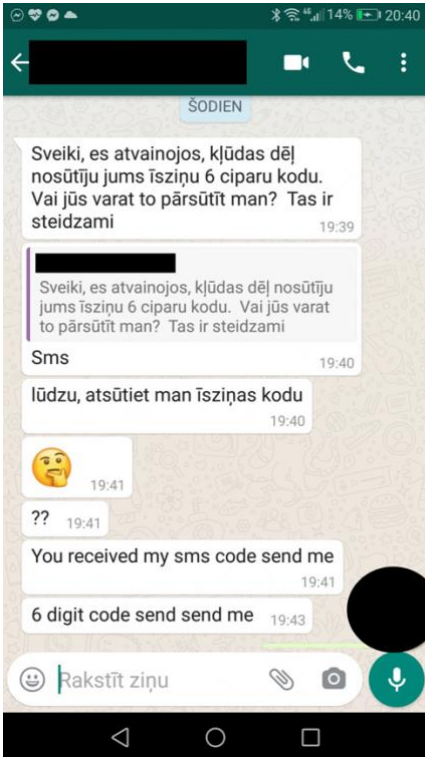 14% 20:40
ŠODIEN
Sveiki, es atvainojos, kļūdas dēļ
nosūtīju jums īsziņu 6 ciparu kodu.
Vai jūs varat to pārsūtīt man?  Tas ir
steidzami
19:39
Sveiki, es atvainojos, kļūdas dēļ nosūtīju
jums īsziņu 6 ciparu kodu.  Vai jūs varat
to pārsūtīt man?  Tas ir steidzami
Sms
19:40
lūdzu, atsūtiet man īsziņas kodu
19:40
19:41
?? 19:41
You received my sms code send me
19:41
6 digit code send send me 19:43
Rakstīt ziņu